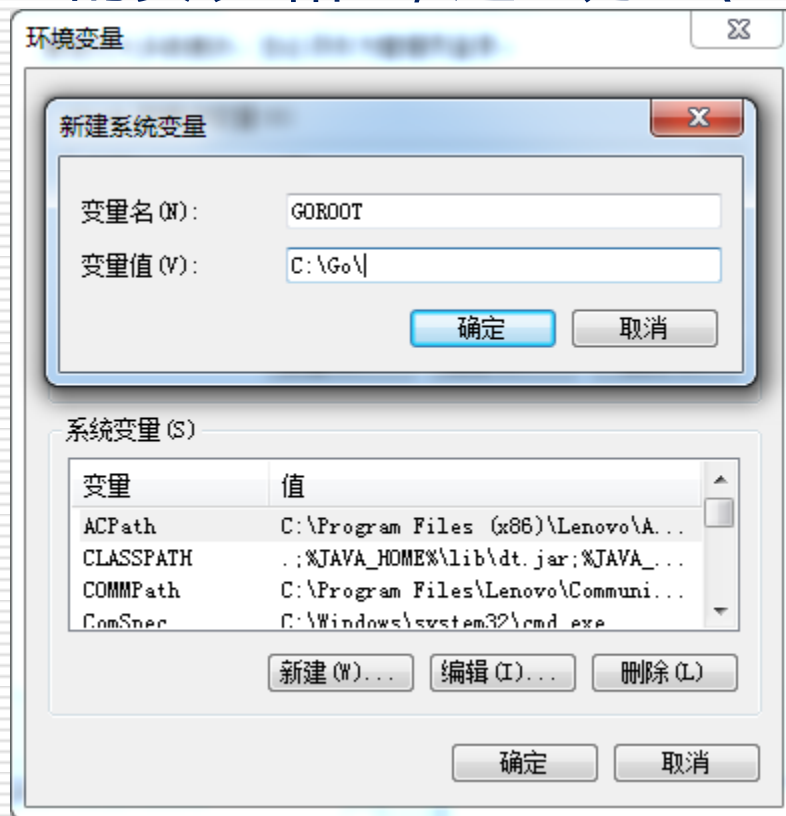 环境变量
新建系统变量
变量名(N): GOROOT
变量值(V): C:\Go\
确定 取消
系统变量(S)
变量 值
ACPath C:\Program Files (x86)\Lenovo\A...
CLASSPATH .;%JAVA_HOME%\lib\dt.jar;%JAVA_...
COMMPath C:\Program Files\Lenovo\Communi...
ComSpec C:\Windows\system32\cmd.exe
新建(W)... 编辑(I)... 删除(L)
确定 取消